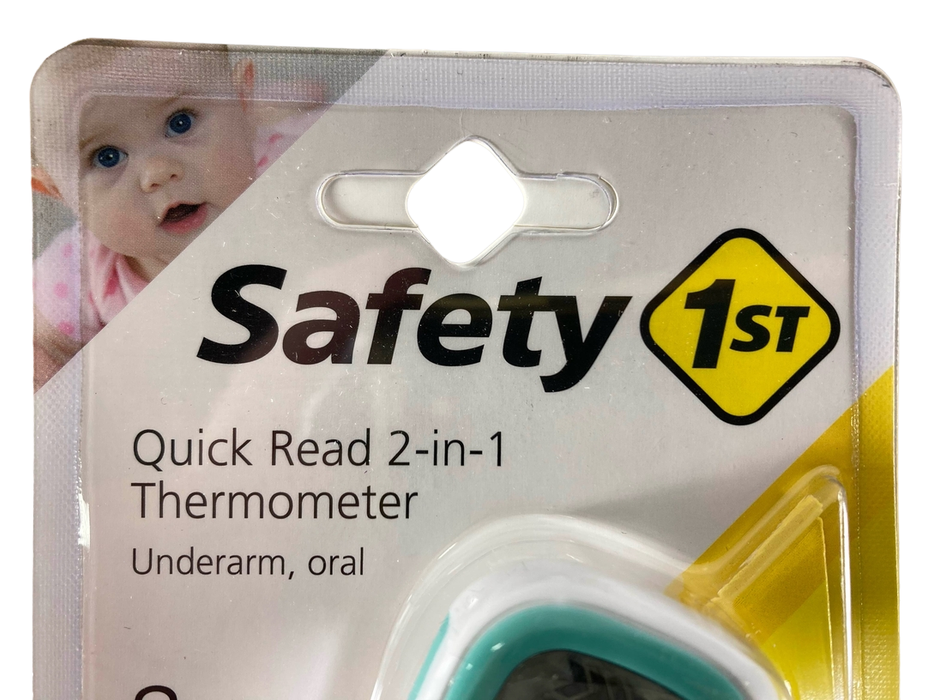 Safety 1ST
Quick Read 2-in-1
Thermometer
Underarm, oral